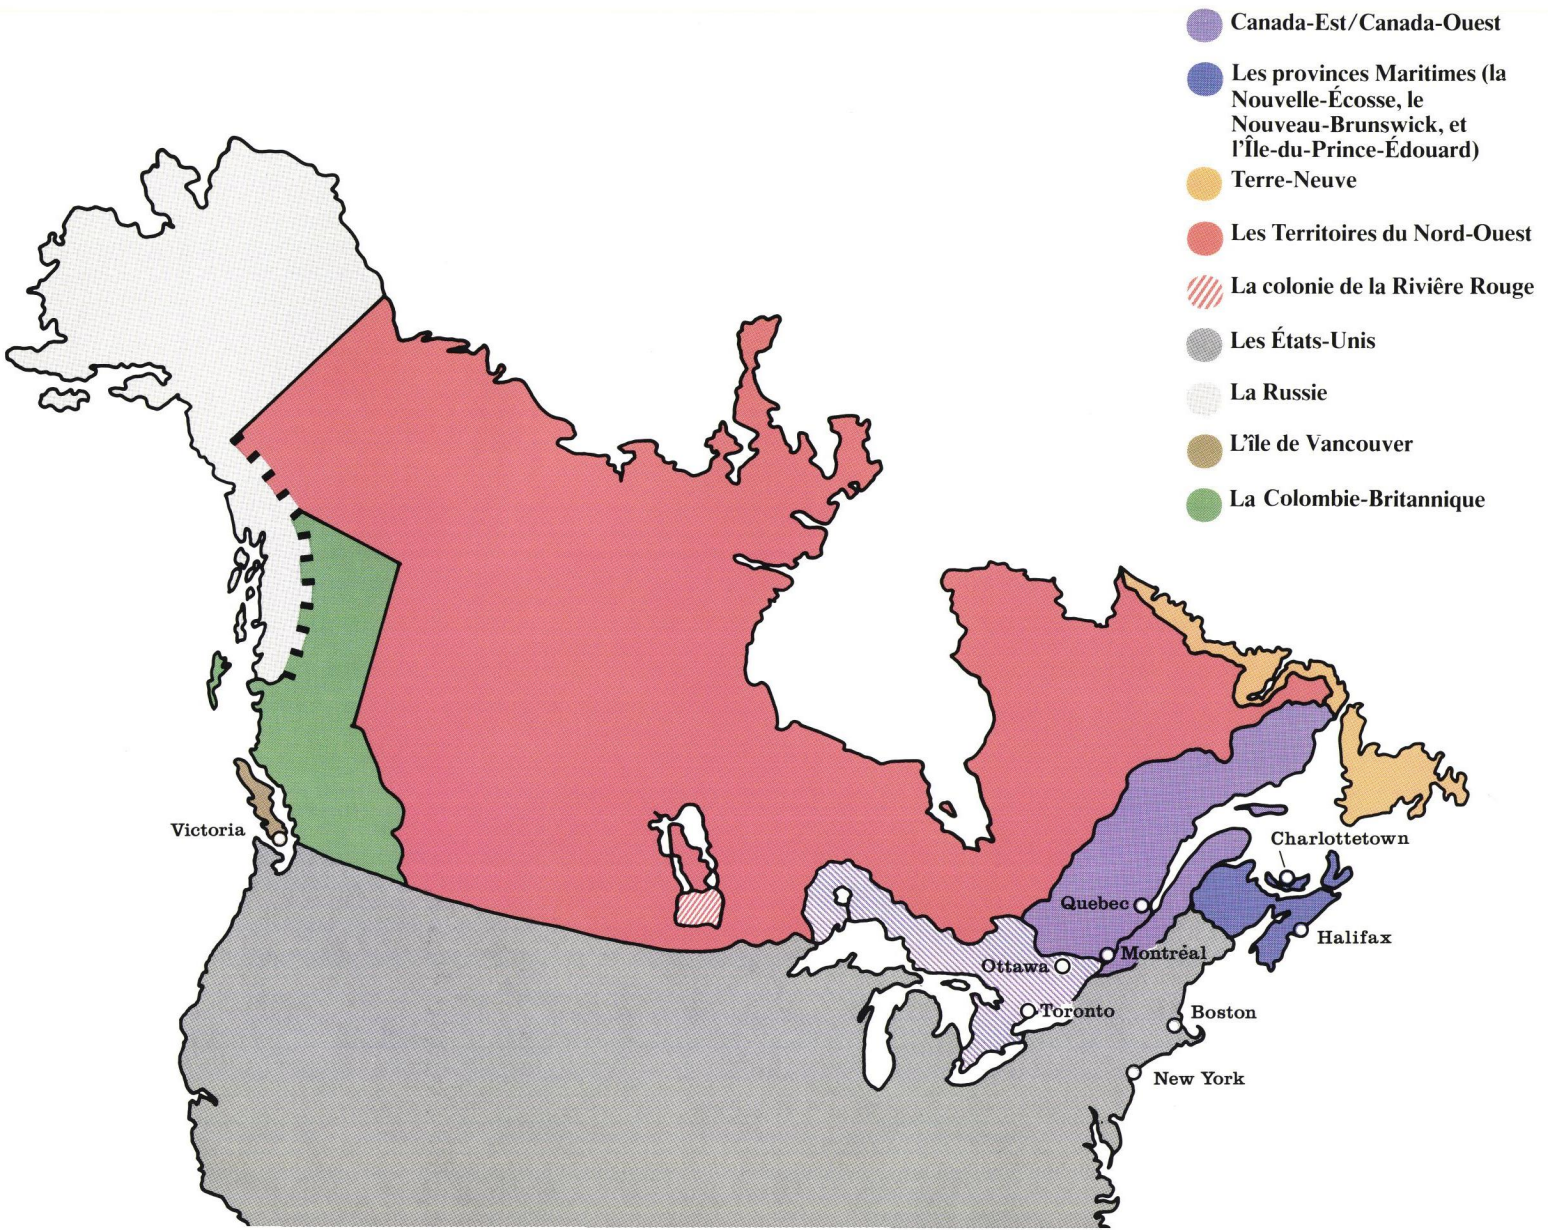 Canada-Est/Canada-Ouest
Les provinces Maritimes (la
Nouvelle-Écosse, le
Nouveau-Brunswick, et
l'Île-du-Prince-Édouard)
Terre-Neuve
Les Territoires du Nord-Ouest
La colonie de la Rivière Rouge
Les États-Unis
La Russie
L'île de Vancouver
La Colombie-Britannique
Victoria
Charlottetown
Quebec
Halifax
Montréal
Ottawa
Toronto
Boston
New York